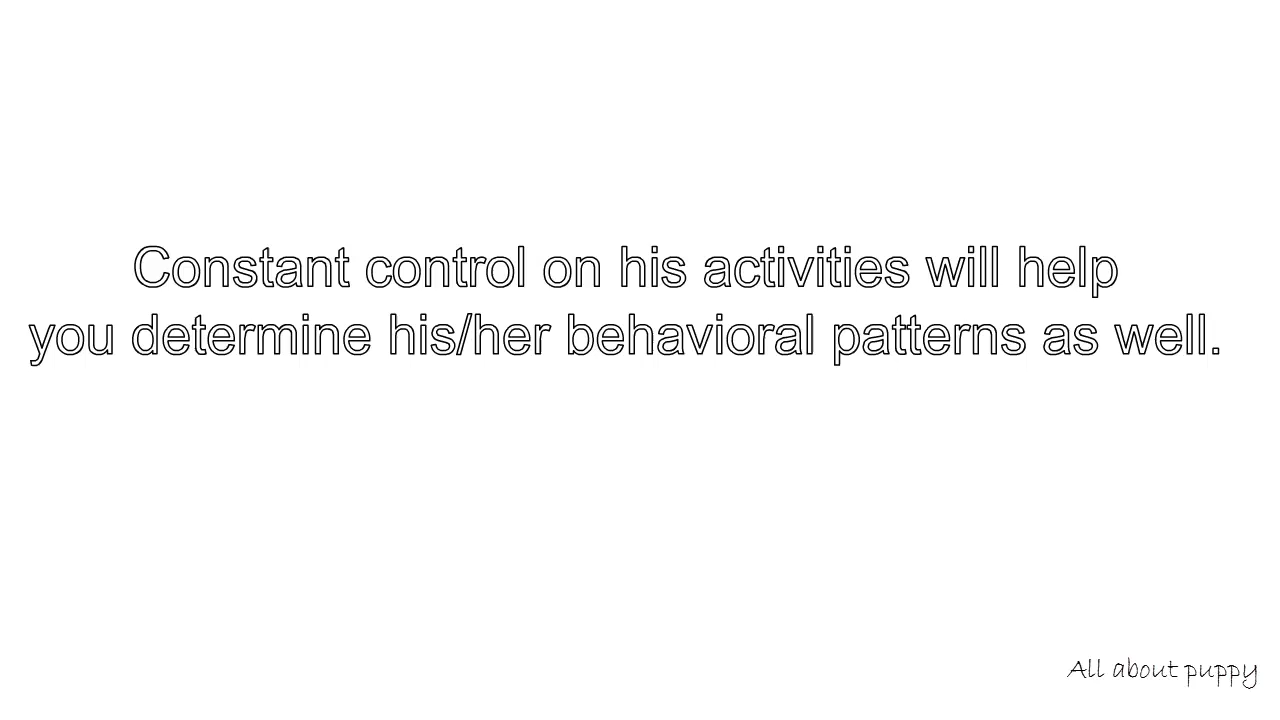 Constant control on his activities will help
you determine his/her behavioral patterns as well.
All about puppy